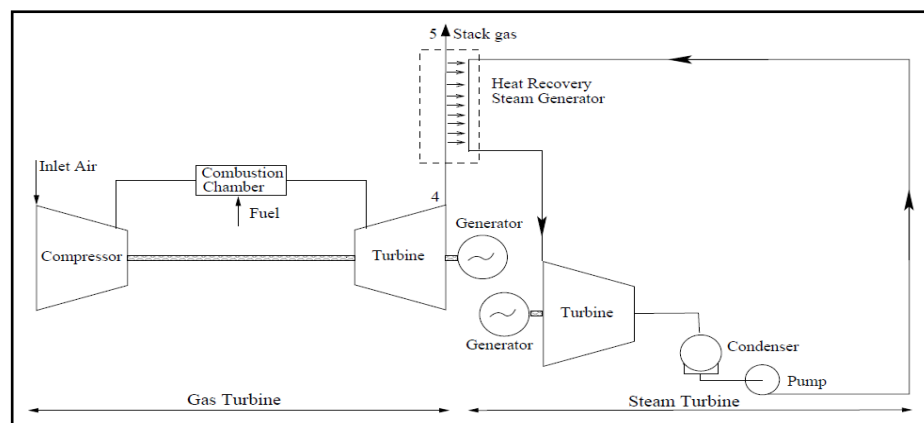 5
Stack gas
Heat Recovery
Steam Generator
Inlet Air
Combustion
Chamber
Fuel
4
Compressor
Turbine
Generator
Generator
Turbine
Condenser
Pump
Gas Turbine
Steam Turbine